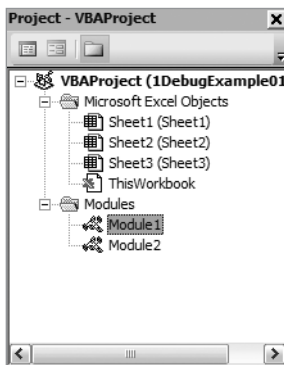 Project - VBAProject
VBAProject (1DebugExample01
Microsoft Excel Objects
Sheet1 (Sheet1)
Sheet2 (Sheet2)
Sheet3 (Sheet3)
ThisWorkbook
Modules
Module1
Module2